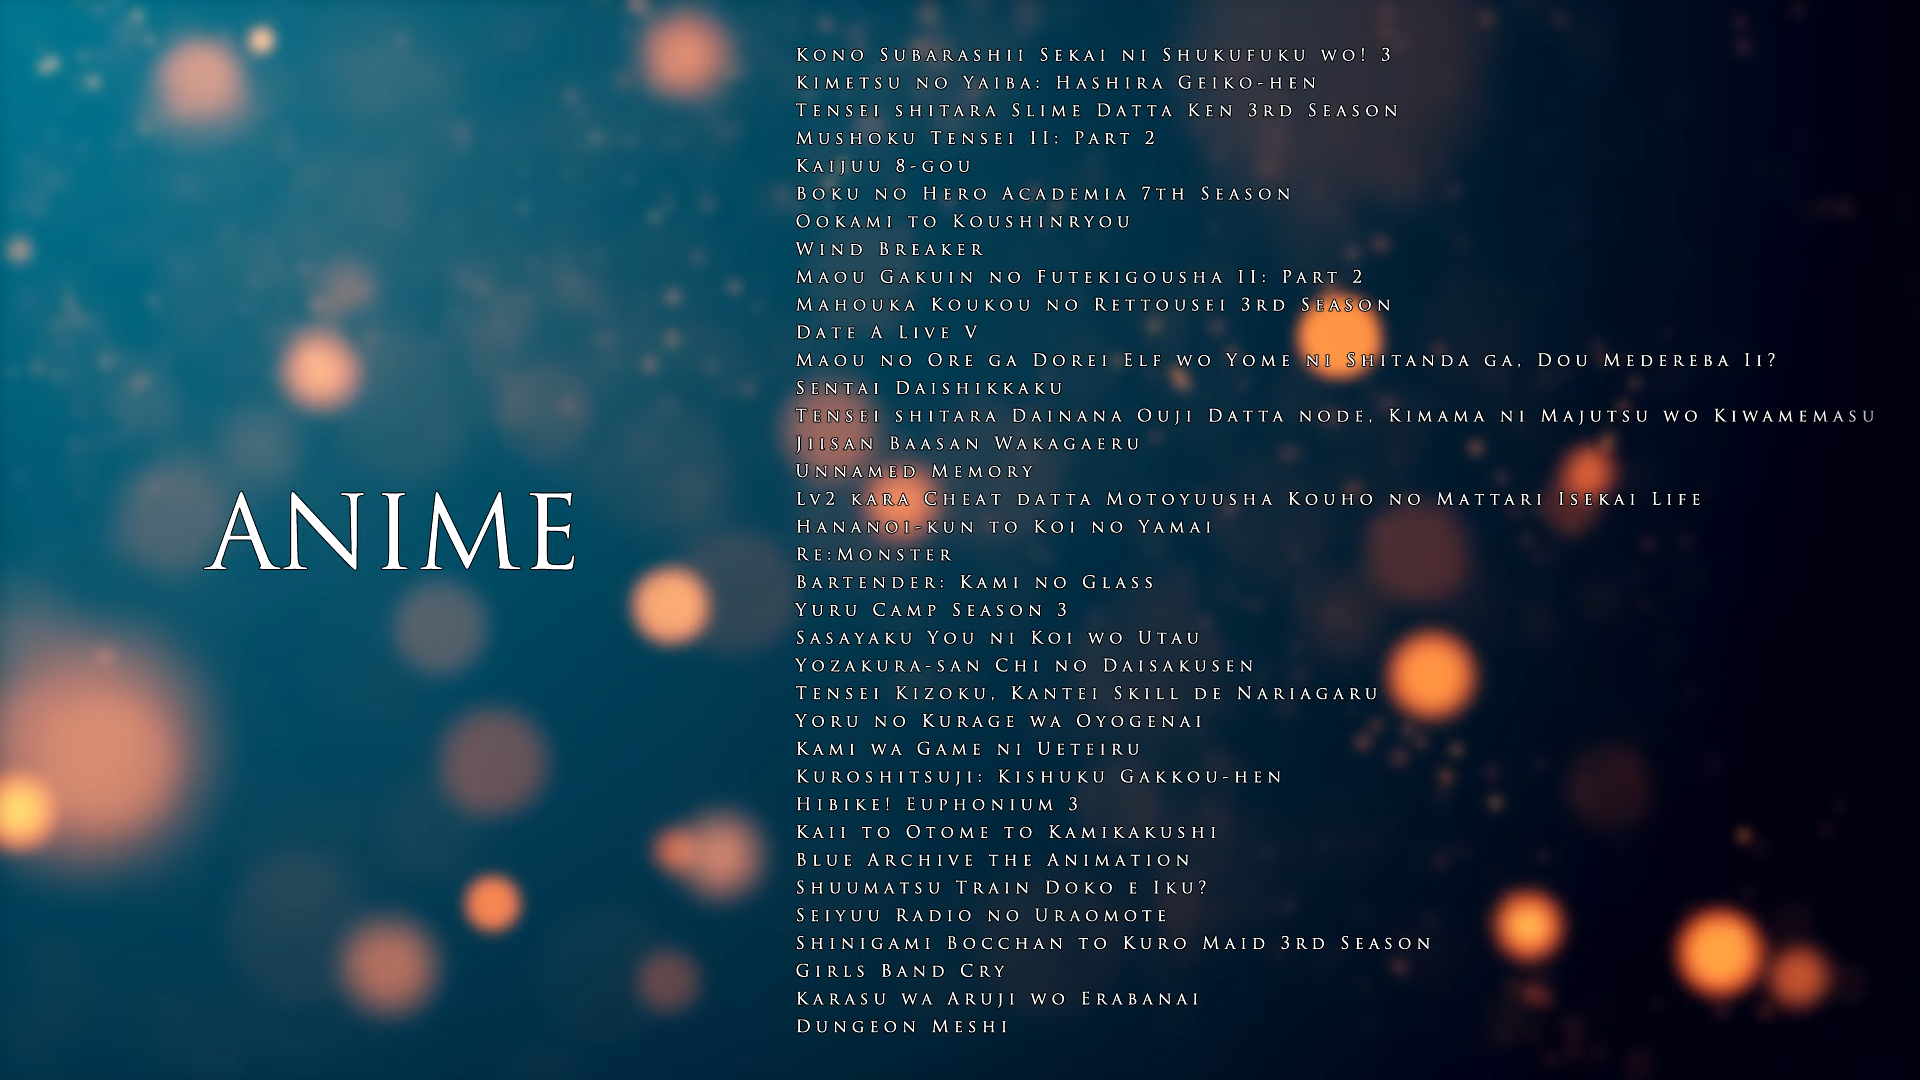 ANIME
Kono Subarashii Sekai ni Shukufuku wo! 3
Kimetsu no Yaiba: Hashira Geiko-hen
Tensei shitara Slime Datta Ken 3rd Season
Mushoku Tensei II: Part 2
Kaijuu 8-gou
Boku no Hero Academia 7th Season
Ookami to Koushinryou
Wind Breaker
Maou Gakuin no Futekigousha II: Part 2
Mahouka Koukou no Rettousei 3rd Season
Date A Live V
Maou no Ore ga Dorei Elf wo Yome ni Shitanda ga, Dou Medereba Ii?
Sentai Daishikkaku
Tensei shitara Dainana Ouji Datta node, Kimama ni Majutsu wo Kiwamemasu
Jiisan Baasan Wakagaeru
Unnamed Memory
Lv2 kara Cheat datta Motoyuusha Kouho no Mattari Isekai Life
Hananoi-kun to Koi no Yamai
Re:Monster
Bartender: Kami no Glass
Yuru Camp Season 3
Sasayaku You ni Koi wo Utau
Yozakura-san Chi no Daisakusen
Tensei Kizoku, Kantei Skill de Nariagaru
Yoru no Kurage wa Oyogenai
Kami wa Game ni Ueteiru
Kuroshitsuji: Kishuku Gakkou-hen
Hibike! Euphonium 3
Kaii to Otome to Kamikakushi
Blue Archive the Animation
Shuumatsu Train Doko e Iku?
Seiyuu Radio no Uraomote
Shinigami Bocchan to Kuro Maid 3rd Season
Girls Band Cry
Karasu wa Aruji wo Erabanai
Dungeon Meshi